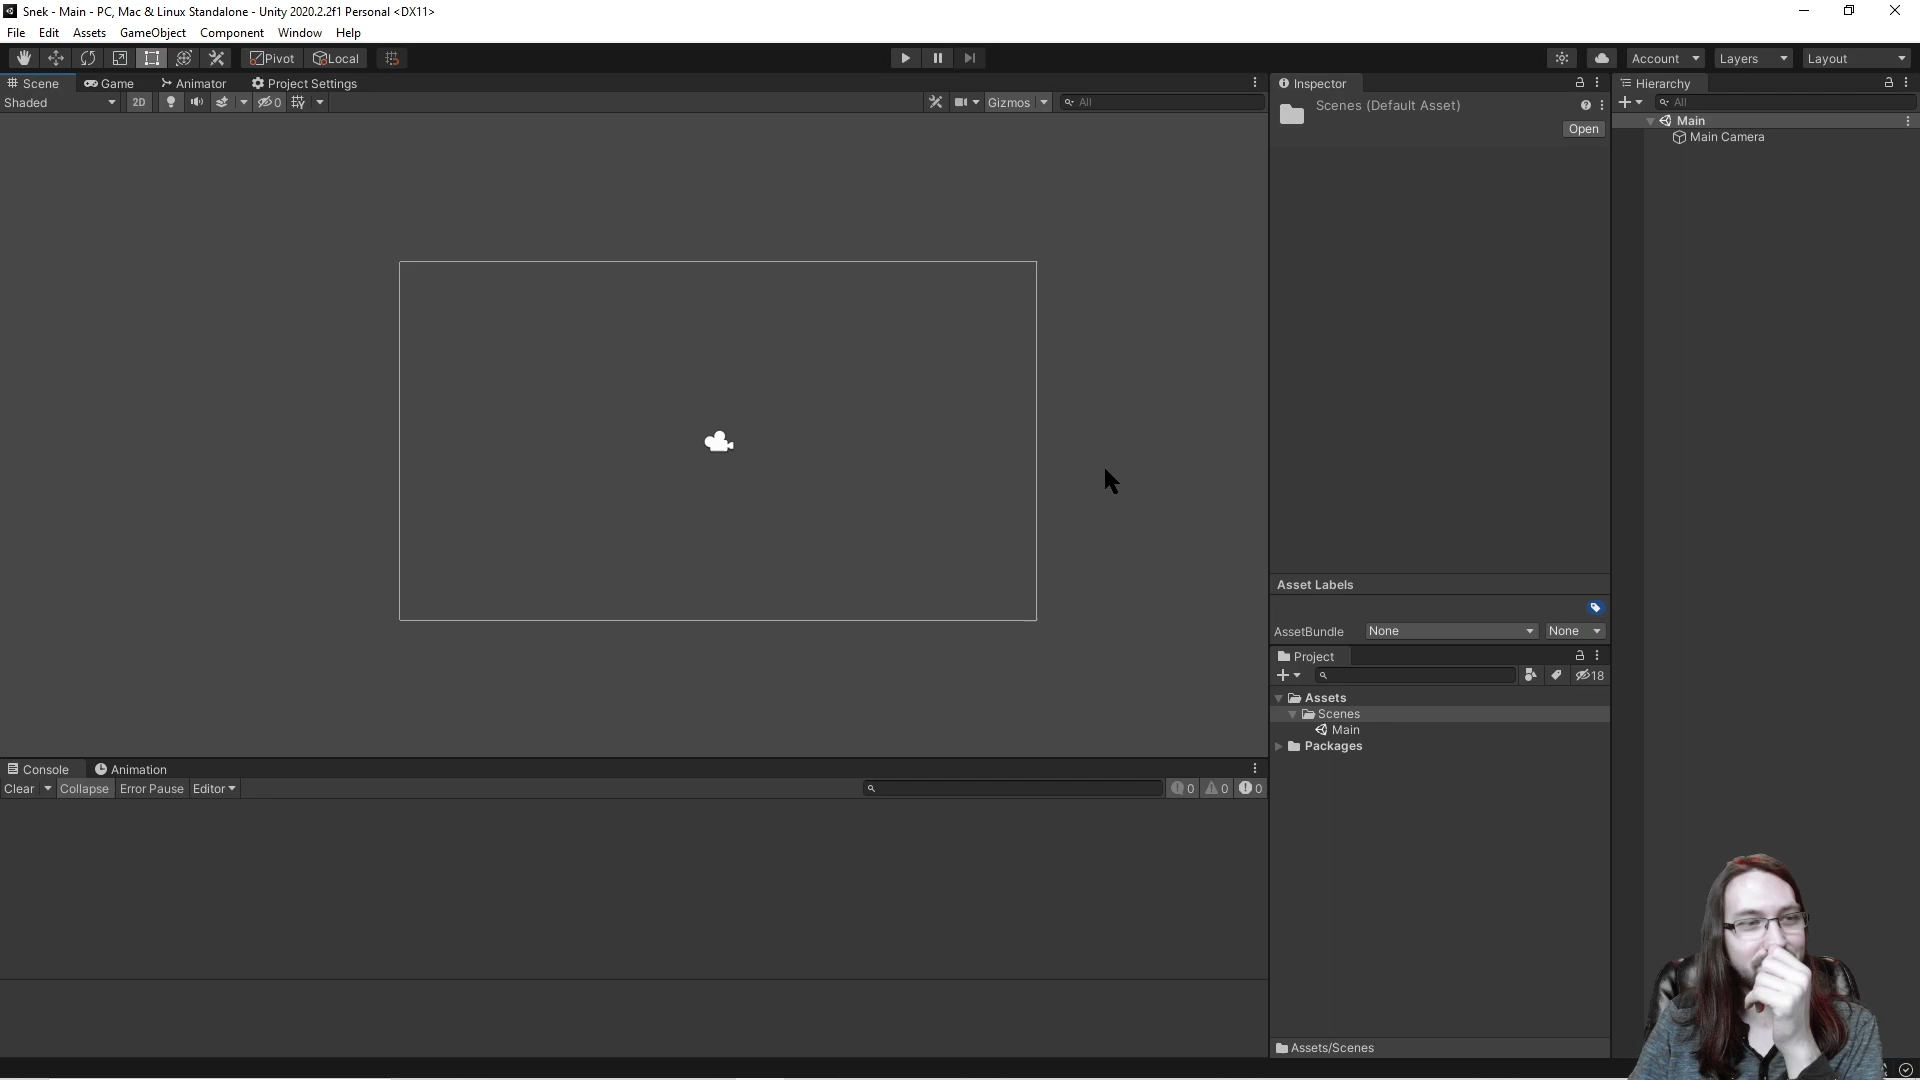 Snek - Main - PC, Mac & Linux Standalone - Unity 2020.2.2f1 Personal <DX11>
File Edit Assets GameObject Component Window Help
Pivot Local Account Layers Layout
Scene Game Animator Project Settings
Shaded 2D 0 Gizmos All
Inspector
Scenes (Default Asset)
Open
Asset Labels
AssetBundle None None
Hierarchy
All
Main
Main Camera
Project
18
Assets
Scenes
Main
Packages
Assets/Scenes
Console Animation
Clear Collapse Error Pause Editor 0 0 0